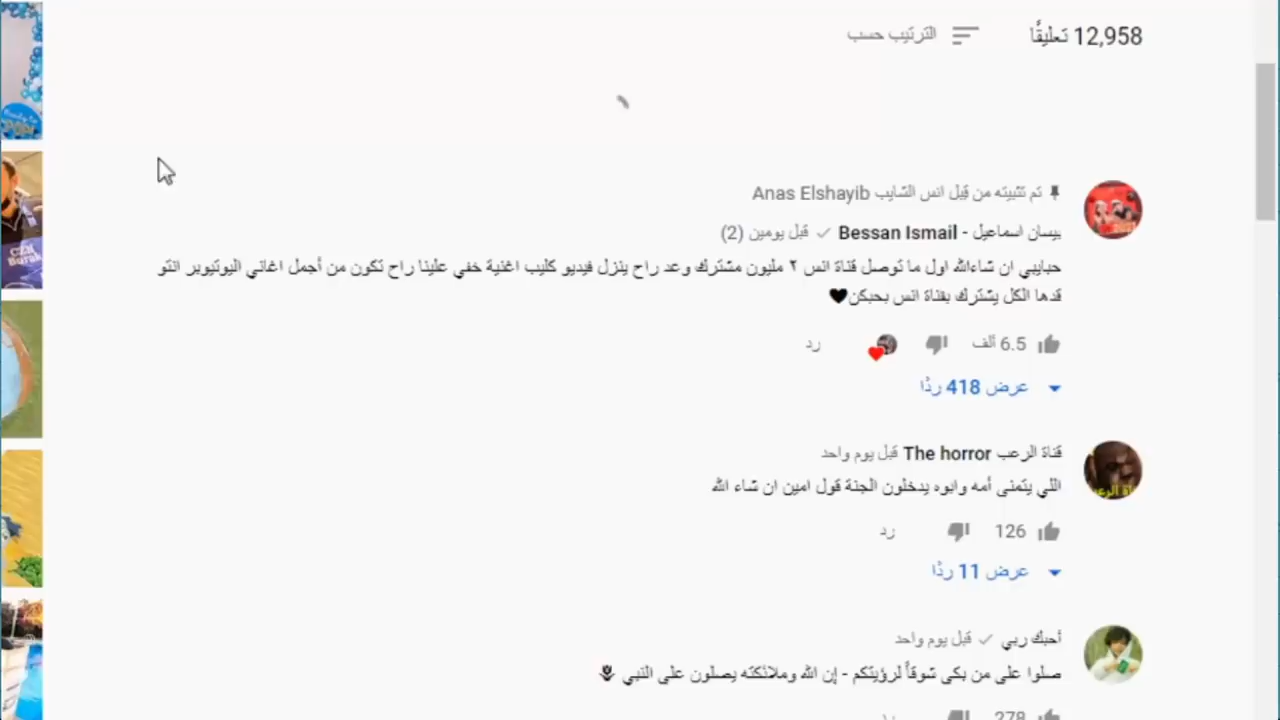 12,958 تعليقًا
الترتيب حسب
تم تثبيته من قِبل انس الشايب Anas Elshayib
بيسان اسماعيل - Bessan Ismail قبل يومين (2)
حبايبي ان شاءالله اول ما توصل قناة انس ٢ مليون مشترك وعد راح ينزل فيديو كليب اغنية خفي علينا راح تكون من أجمل اغاني اليوتيوبر انتو
قدها الكل يشترك بقناة انس بحبكن🖤
6.5 ألف
رد
عرض 418 ردًا
قناة الرعب The horror قبل يوم واحد
اللي يتمنى أمه وابوه يدخلون الجنة قول امين ان شاء الله
126
رد
عرض 11 ردًا
أحبك ربي قبل يوم واحد
صلوا على من بكى شوقاً لرؤيتكم - إن الله وملائكته يصلون على النبي
278
رد